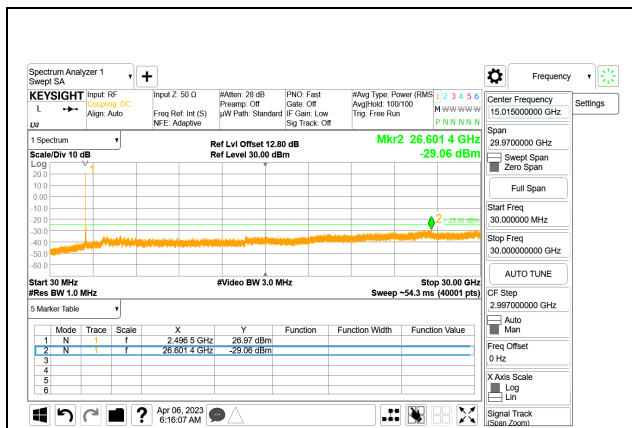 Spectrum Analyzer 1
Swept SA
+
Frequency
KEYSIGHT
L
LXI
Input: RF
Coupling: DC
Align: Auto
Input Z: 50 Ω
Freq Ref: Int (S)
NFE: Adaptive
#Atten: 28 dB
Preamp: Off
µW Path: Standard
PNO: Fast
Gate: Off
IF Gain: Low
Sig Track: Off
#Avg Type: Power (RMS
Avg|Hold: 100/100
Trig: Free Run
1 2 3 4 5 6
M W W W W W
P N N N N N
Center Frequency
15.015000000 GHz
Settings
Span
29.9700000 GHz
Swept Span
Zero Span
Full Span
Start Freq
30.000000 MHz
Stop Freq
30.00000000 GHz
AUTO TUNE
CF Step
2.997000000 GHz
Auto
Man
Freq Offset
0 Hz
X Axis Scale
Log
Lin
Signal Track
(Span Zoom)
1 Spectrum
Scale/Div 10 dB
Ref Lvl Offset 12.80 dB
Ref Level 30.00 dBm
Mkr2 26.601 4 GHz
-29.06 dBm
Log
1
20.0
10.0
0.00
-10.0
-20.0
-30.0
-40.0
-50.0
-60.0
2
-25.00 dBm
Start 30 MHz
#Video BW 3.0 MHz
Stop 30.00 GHz
#Res BW 1.0 MHz
Sweep ~54.3 ms (40001 pts)
5 Marker Table
Mode Trace Scale X Y Function Function Width Function Value
1 N 1 f 2.496 5 GHz 26.97 dBm
2 N 1 f 26.601 4 GHz -29.06 dBm
3
4
5
6
?
Apr 06, 2023
6:16:07 AM